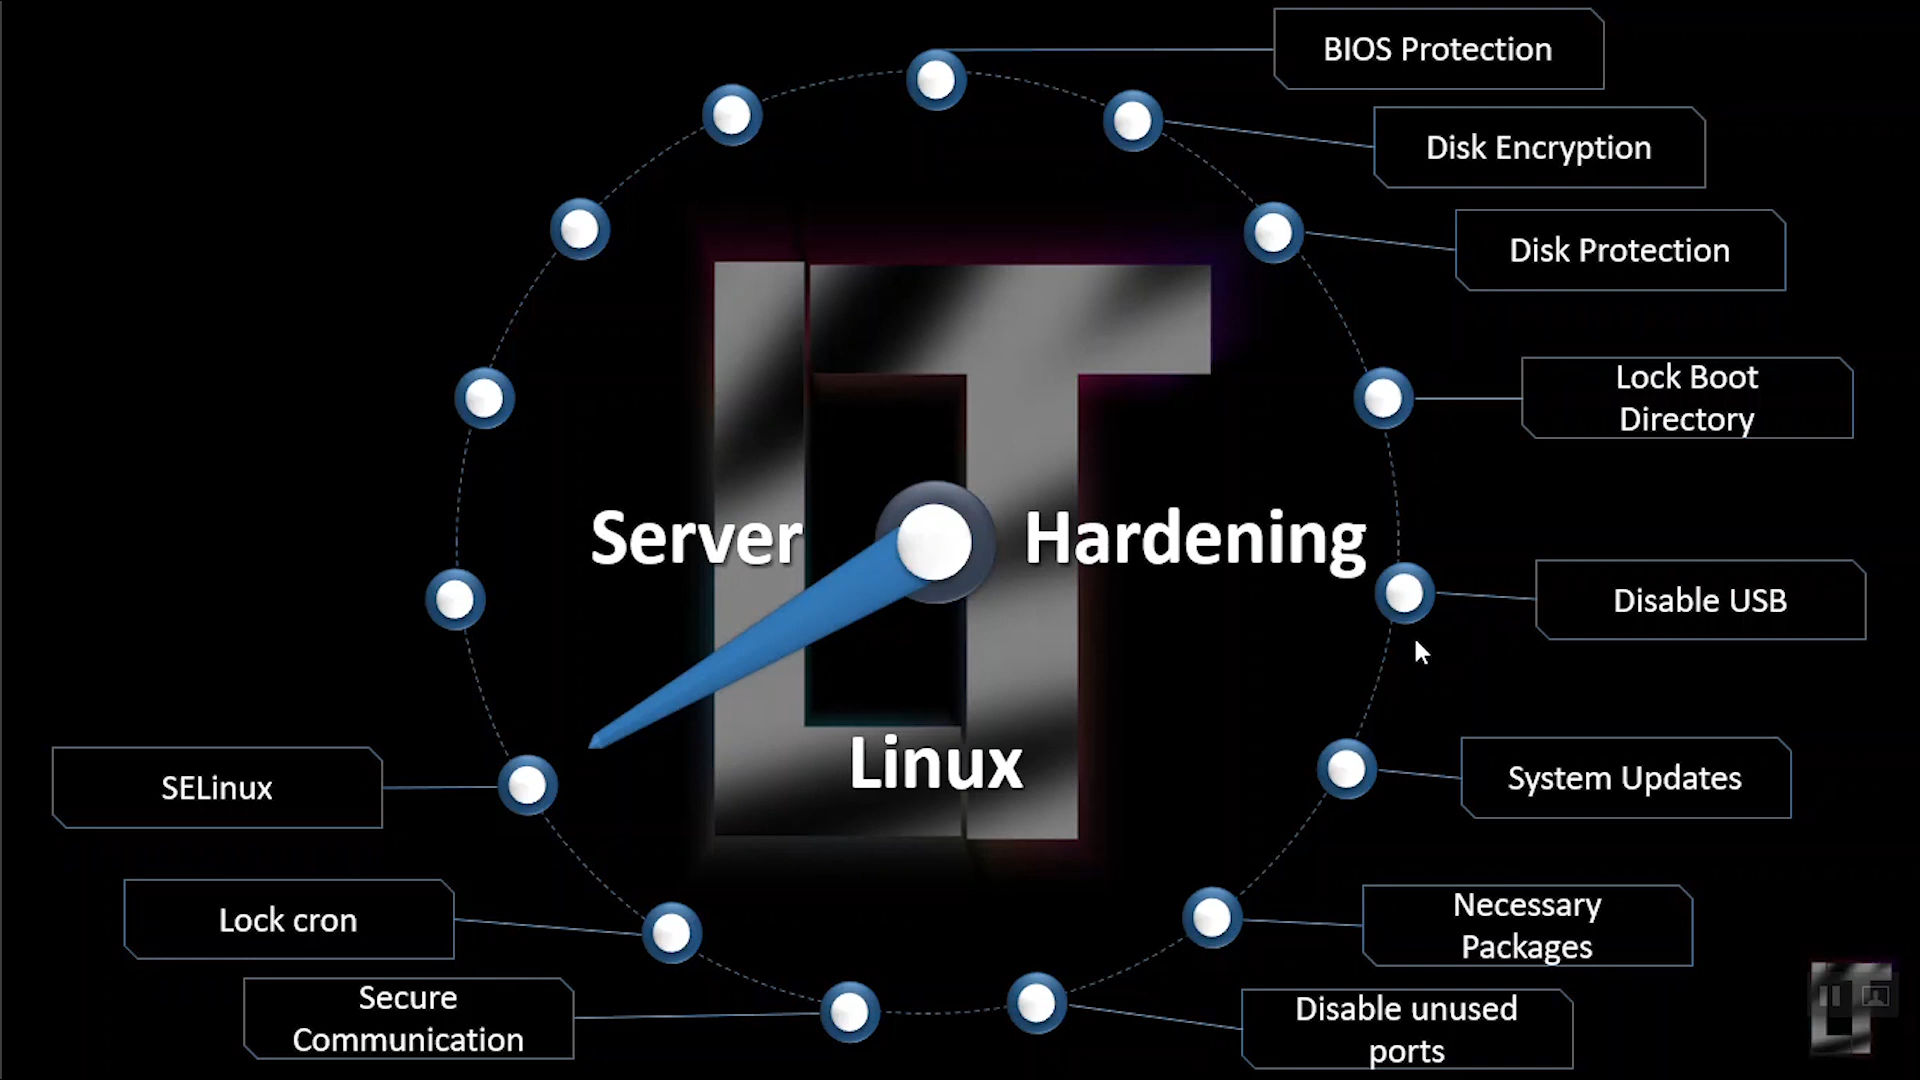 BIOS Protection
Disk Encryption
Disk Protection
Lock Boot
Directory
Server Hardening
Linux
Disable USB
System Updates
Necessary
Packages
Disable unused
ports
Secure
Communication
Lock cron
SELinux